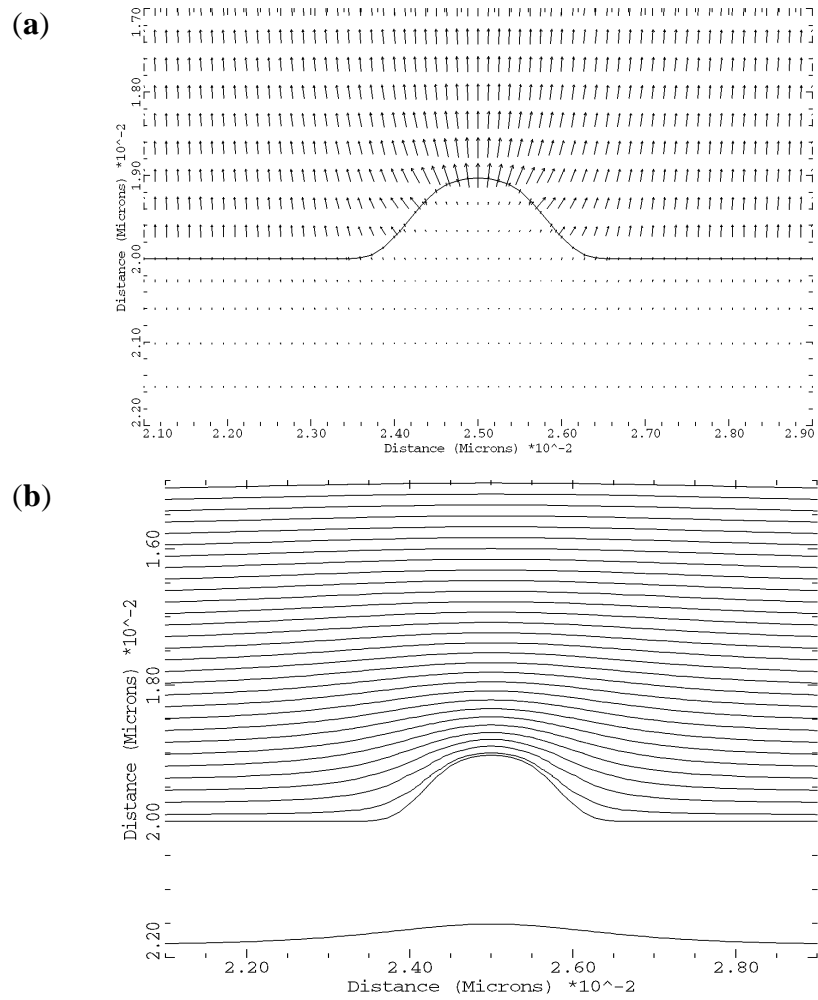 (a)
1.70
1.80
1.90
2.00
2.10
2.20
Distance (Microns) *10^-2
2.10 2.20 2.30 2.40 2.50 2.60 2.70 2.80 2.90
Distance (Microns) *10^-2
(b)
1.60
1.80
2.00
2.20
Distance (Microns) *10^-2
2.20 2.40 2.60 2.80
Distance (Microns) *10^-2